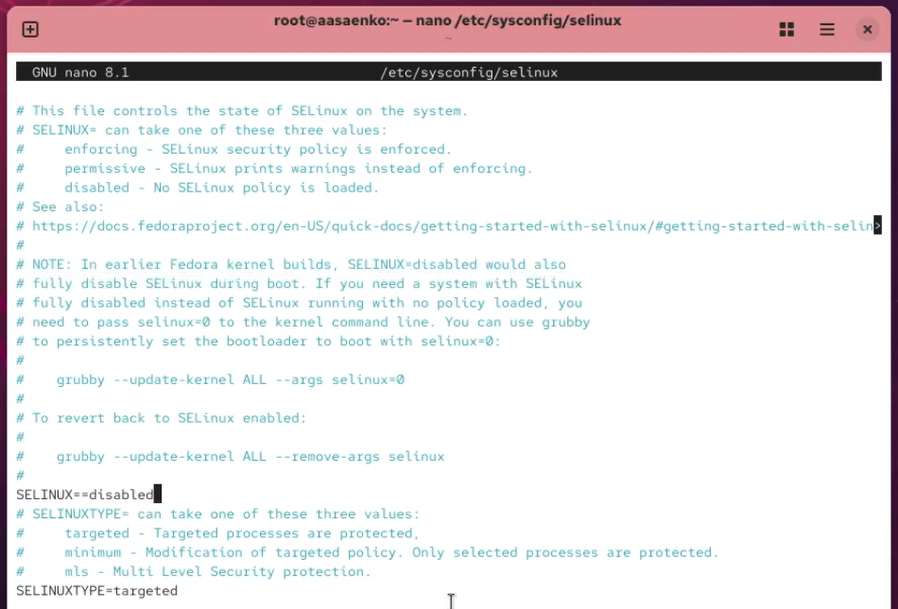 root@aasaenko:~ — nano /etc/sysconfig/selinux
~
GNU nano 8.1 /etc/sysconfig/selinux
# This file controls the state of SELinux on the system.
# SELINUX= can take one of these three values:
#     enforcing - SELinux security policy is enforced.
#     permissive - SELinux prints warnings instead of enforcing.
#     disabled - No SELinux policy is loaded.
# See also:
# https://docs.fedoraproject.org/en-US/quick-docs/getting-started-with-selinux/#getting-started-with-selin>
#
# NOTE: In earlier Fedora kernel builds, SELINUX=disabled would also
# fully disable SELinux during boot. If you need a system with SELinux
# fully disabled instead of SELinux running with no policy loaded, you
# need to pass selinux=0 to the kernel command line. You can use grubby
# to persistently set the bootloader to boot with selinux=0:
#
#    grubby --update-kernel ALL --args selinux=0
#
# To revert back to SELinux enabled:
#
#    grubby --update-kernel ALL --remove-args selinux
#
SELINUX==disabled
# SELINUXTYPE= can take one of these three values:
#     targeted - Targeted processes are protected,
#     minimum - Modification of targeted policy. Only selected processes are protected.
#     mls - Multi Level Security protection.
SELINUXTYPE=targeted